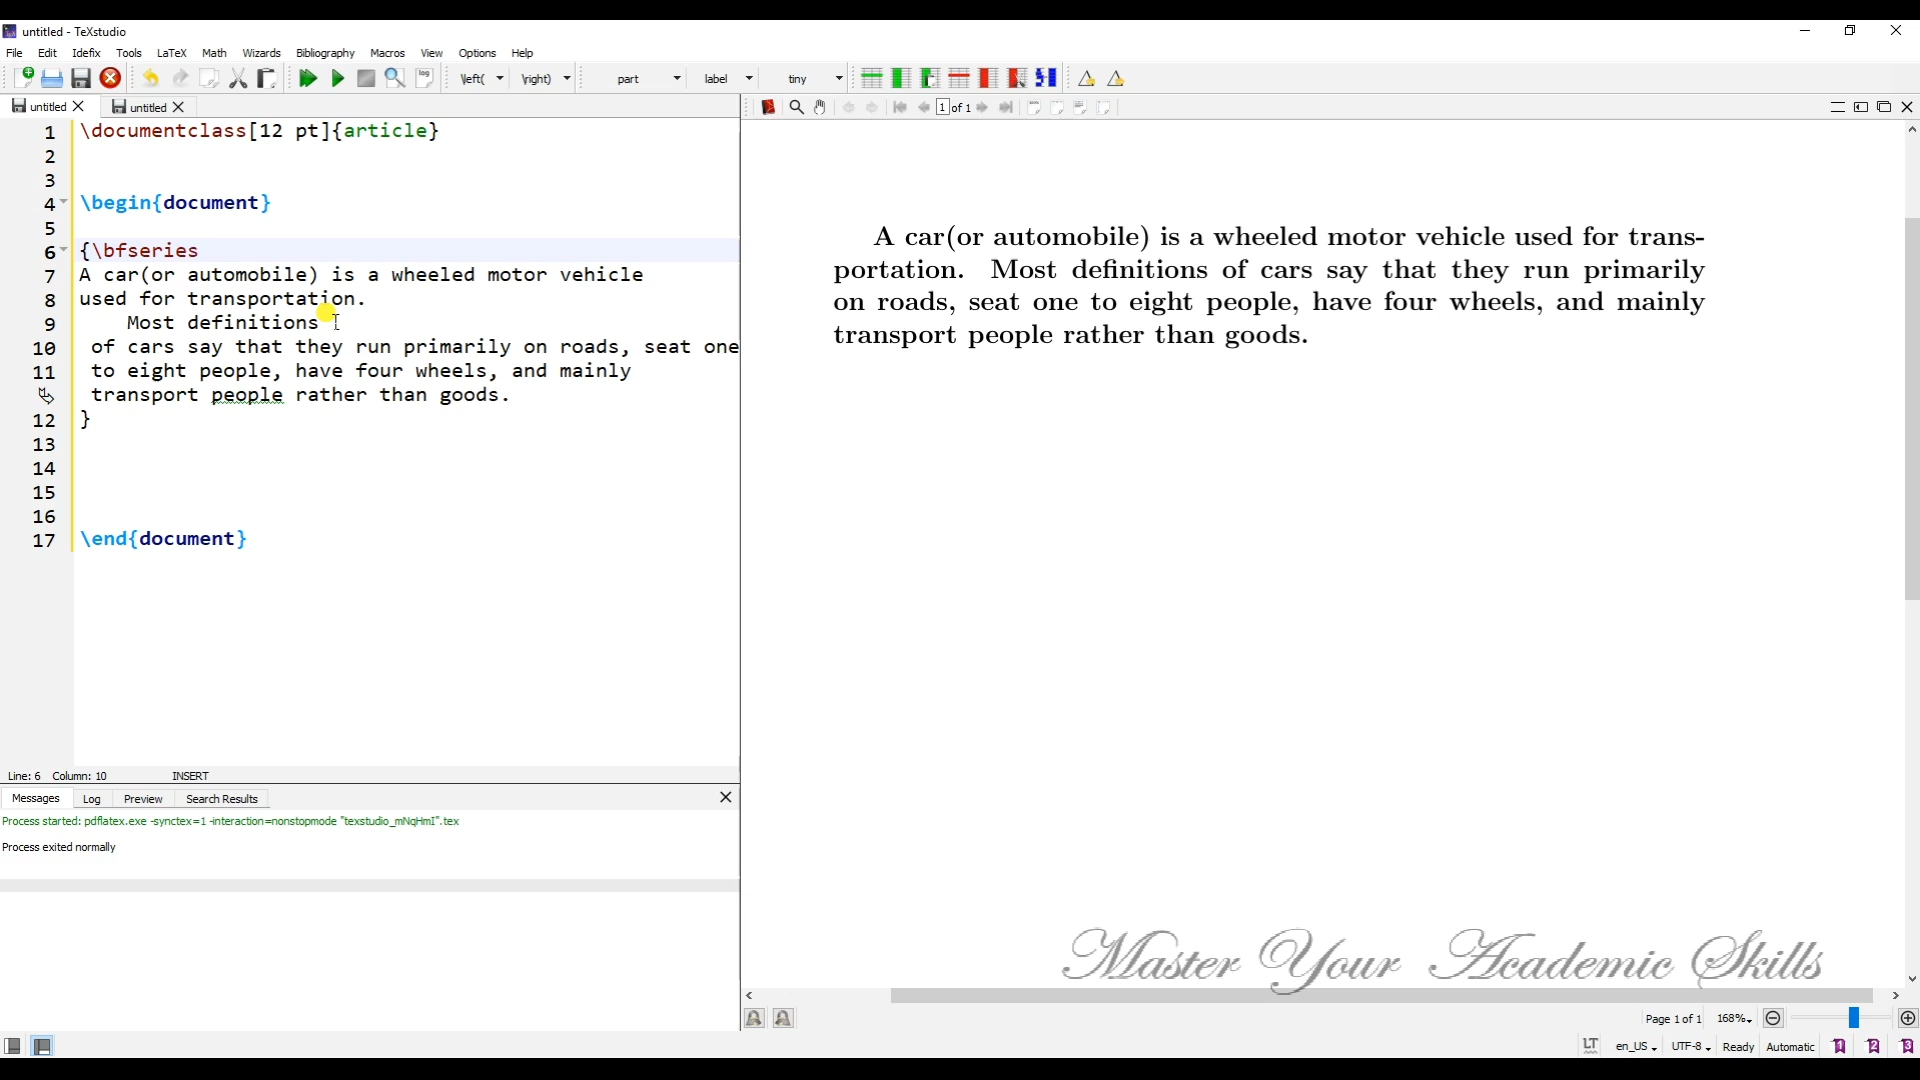 untitled - TeXstudio
File Edit Idefix Tools LaTeX Math Wizards Bibliography Macros View Options Help
log \left( \right) part label tiny
untitled untitled 1 of 1
1 \documentclass[12 pt]{article}
2
3
4 \begin{document}
5
6 {\bfseries
7 A car(or automobile) is a wheeled motor vehicle
8 used for transportation.
9 Most definitions
10 of cars say that they run primarily on roads, seat one
11 to eight people, have four wheels, and mainly
transport people rather than goods.
12 }
13
14
15
16
17 \end{document}
A car(or automobile) is a wheeled motor vehicle used for trans-
portation. Most definitions of cars say that they run primarily
on roads, seat one to eight people, have four wheels, and mainly
transport people rather than goods.
Line: 6 Column: 10 INSERT
Messages Log Preview Search Results
Process started: pdflatex.exe -synctex=1 -interaction=nonstopmode "texstudio_mNqHmI".tex
Process exited normally
Master Your Academic Skills
Page 1 of 1 168%
LT en_US UTF-8 Ready Automatic 1 2 3